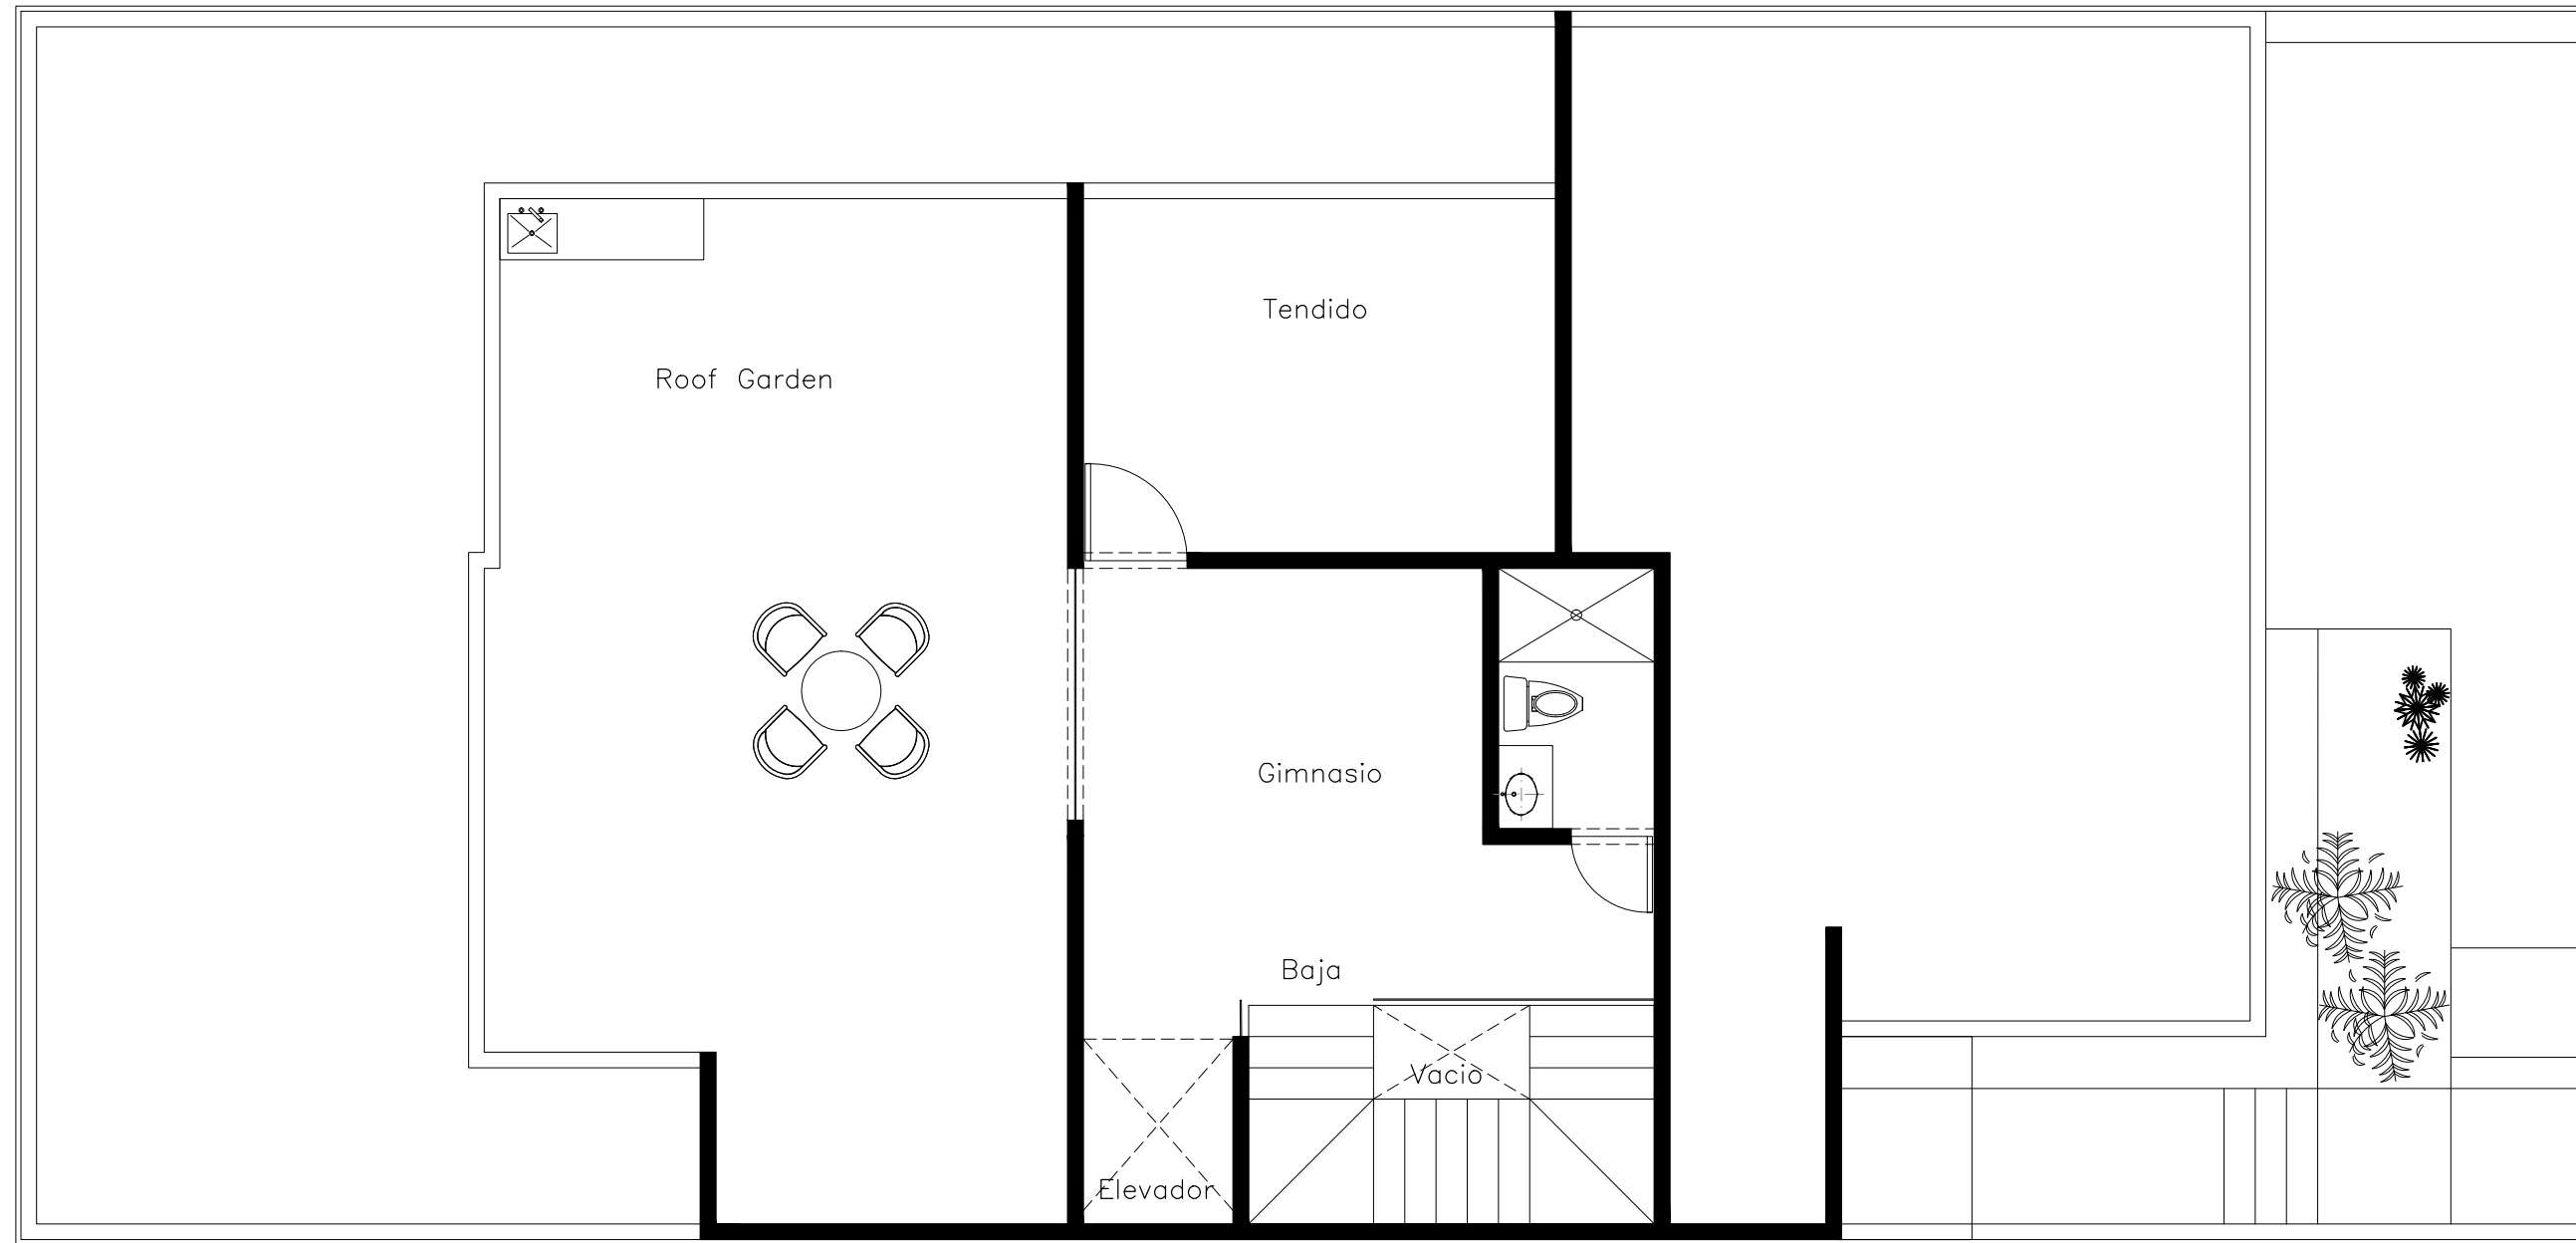 Tendido
Roof Garden
Gimnasio
Baja
Vacio
Elevador